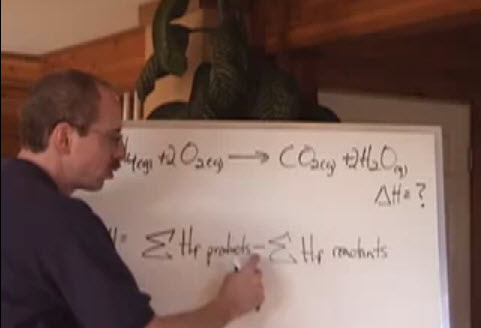 4(g) + 2O2(g) → CO2(g) + 2H2O(g)
ΔH = ?
H = Σ Hf products - Σ Hf reactants